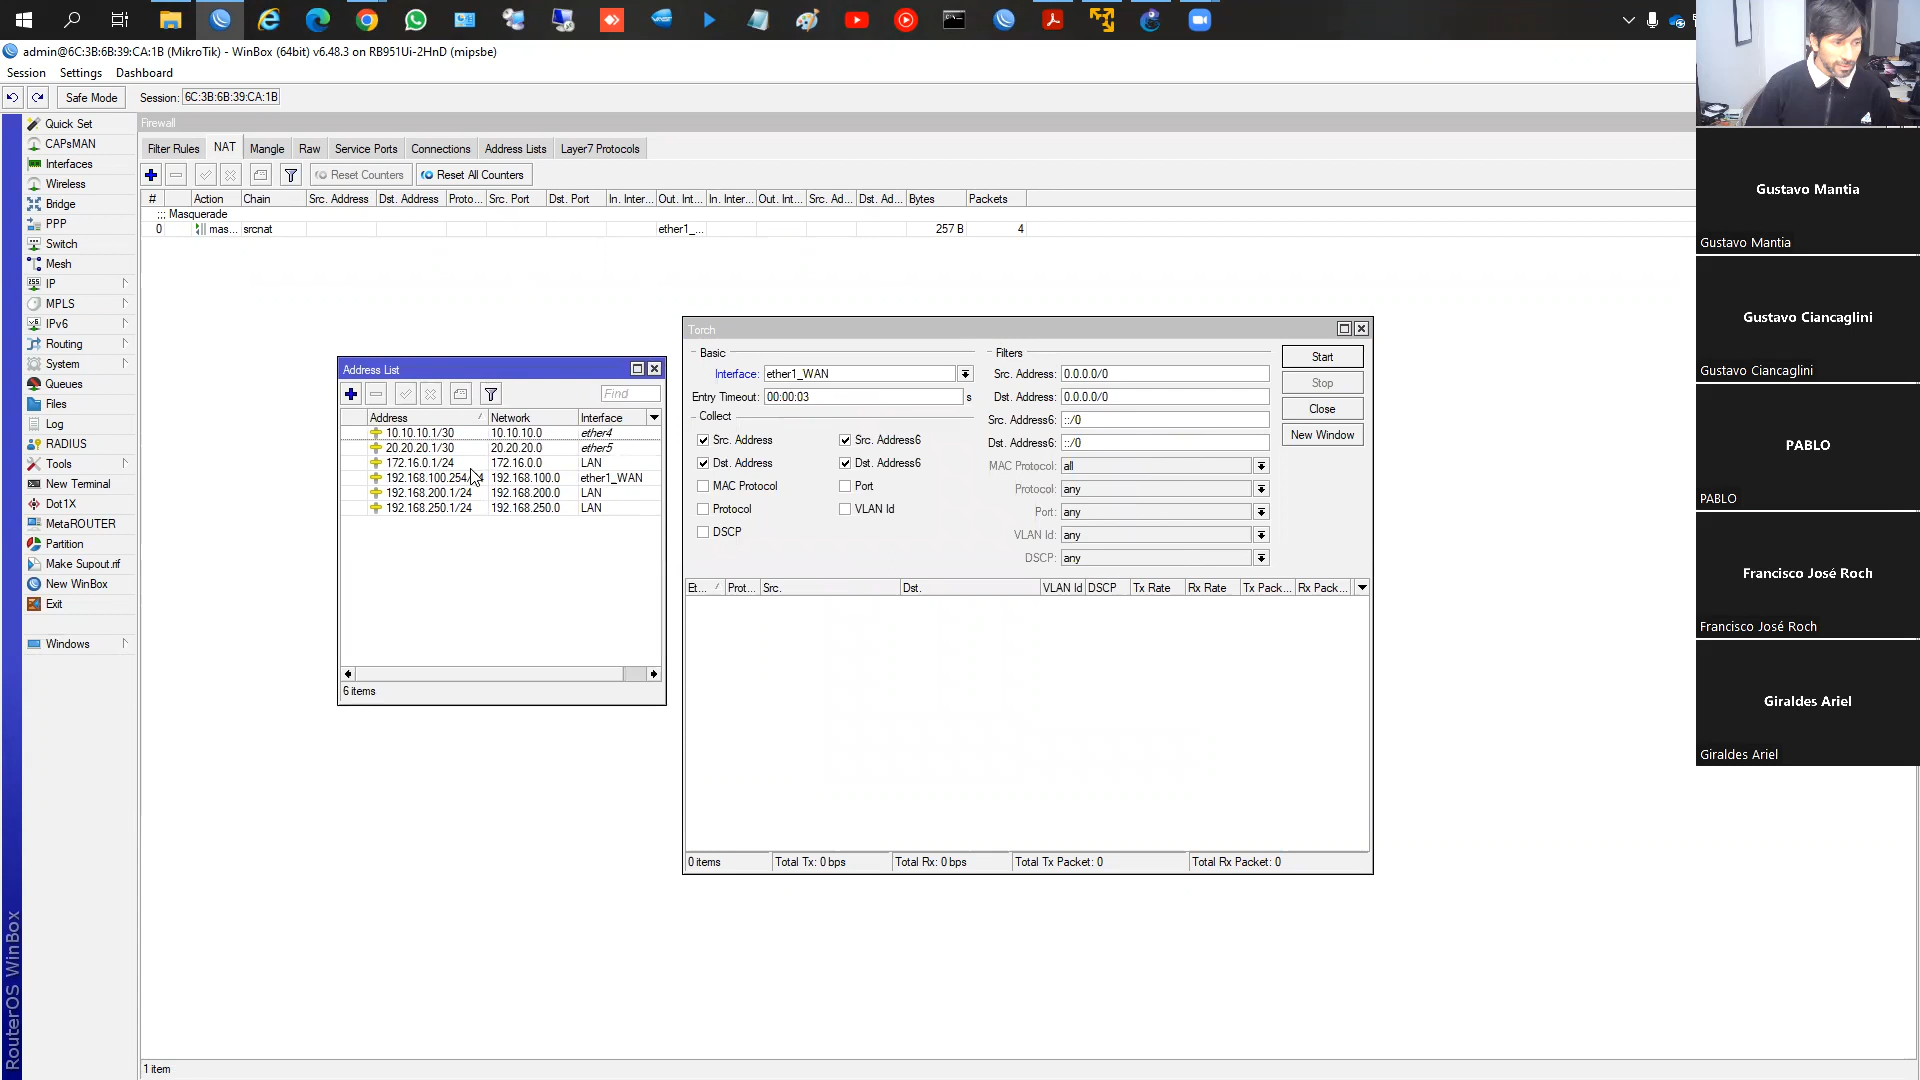 admin@6C:3B:6B:39:CA:1B (MikroTik) - WinBox (64bit) v6.48.3 on RB951Ui-2HnD (mipsbe)
Session Settings Dashboard
Safe Mode Session: 6C:3B:6B:39:CA:1B
Quick Set
CAPsMAN
Interfaces
Wireless
Bridge
PPP
Switch
Mesh
IP
MPLS
IPv6
Routing
System
Queues
Files
Log
RADIUS
Tools
New Terminal
Dot1X
MetaROUTER
Partition
Make Supout.rif
New WinBox
Exit
Windows
RouterOS WinBox
Firewall
Filter Rules NAT Mangle Raw Service Ports Connections Address Lists Layer7 Protocols
Reset Counters Reset All Counters
# Action Chain Src. Address Dst. Address Proto... Src. Port Dst. Port In. Inter... Out. Int... In. Inter... Out. Int... Src. Ad... Dst. Ad... Bytes Packets
;;; Masquerade
0 mas... srcnat ether1_... 257 B 4
Address List
Find
Address Network Interface
10.10.10.1/30 10.10.10.0 ether4
20.20.20.1/30 20.20.20.0 ether5
172.16.0.1/24 172.16.0.0 LAN
192.168.100.254/24 192.168.100.0 ether1_WAN
192.168.200.1/24 192.168.200.0 LAN
192.168.250.1/24 192.168.250.0 LAN
6 items
Torch
Basic
Interface: ether1_WAN
Entry Timeout: 00:00:03 s
Collect
Src. Address Src. Address6
Dst. Address Dst. Address6
MAC Protocol Port
Protocol VLAN Id
DSCP
Filters
Src. Address: 0.0.0.0/0
Dst. Address: 0.0.0.0/0
Src. Address6: ::/0
Dst. Address6: ::/0
MAC Protocol: all
Protocol: any
Port: any
VLAN Id: any
DSCP: any
Start
Stop
Close
New Window
Et... Prot... Src. Dst. VLAN Id DSCP Tx Rate Rx Rate Tx Pack... Rx Pack...
0 items Total Tx: 0 bps Total Rx: 0 bps Total Tx Packet: 0 Total Rx Packet: 0
1 item
Gustavo Mantia
Gustavo Mantia
Gustavo Ciancaglini
Gustavo Ciancaglini
PABLO
PABLO
Francisco José Roch
Francisco José Roch
Giraldes Ariel
Giraldes Ariel